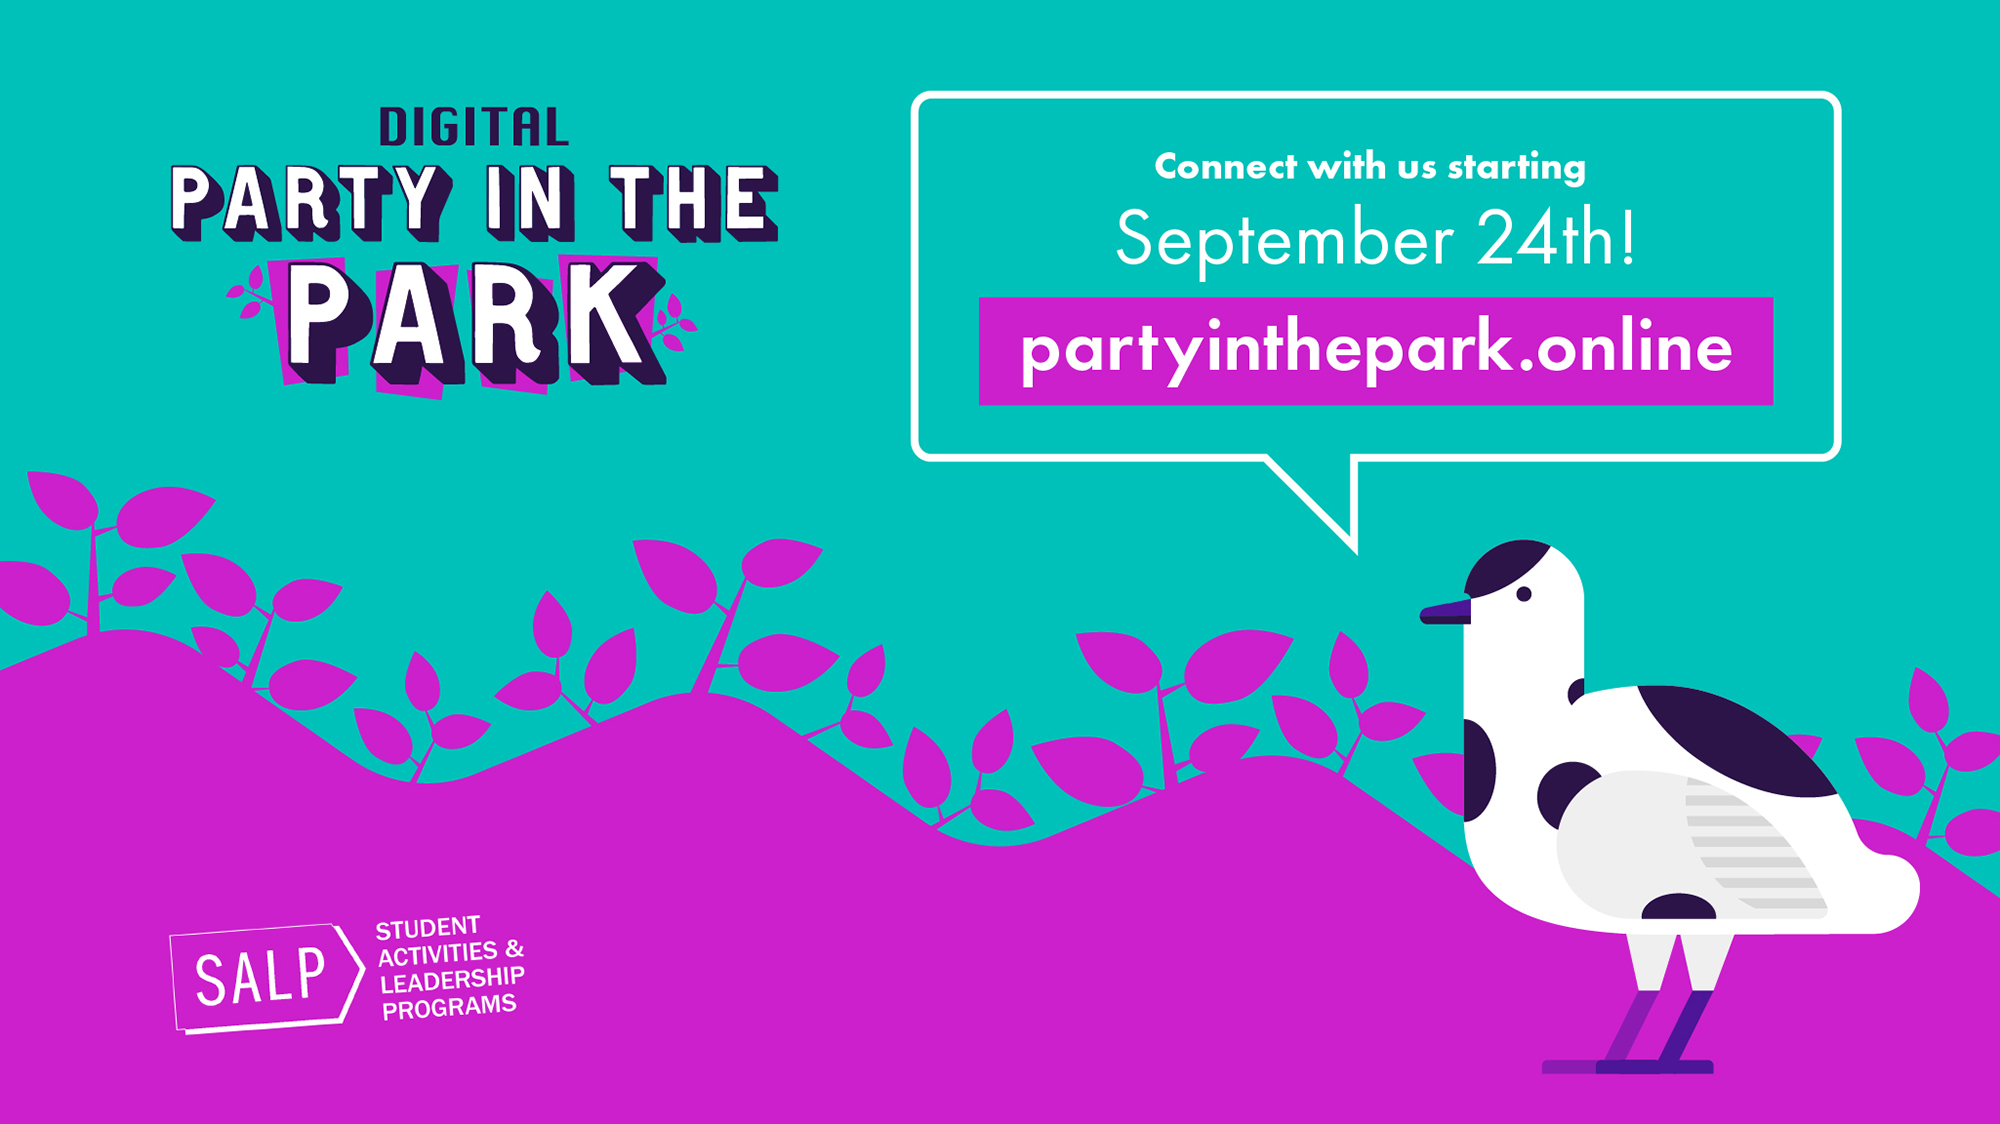 DIGITAL
PARTY IN THE
PARK
Connect with us starting
September 24th!
partyinthepark.online
SALP
STUDENT
ACTIVITIES &
LEADERSHIP
PROGRAMS